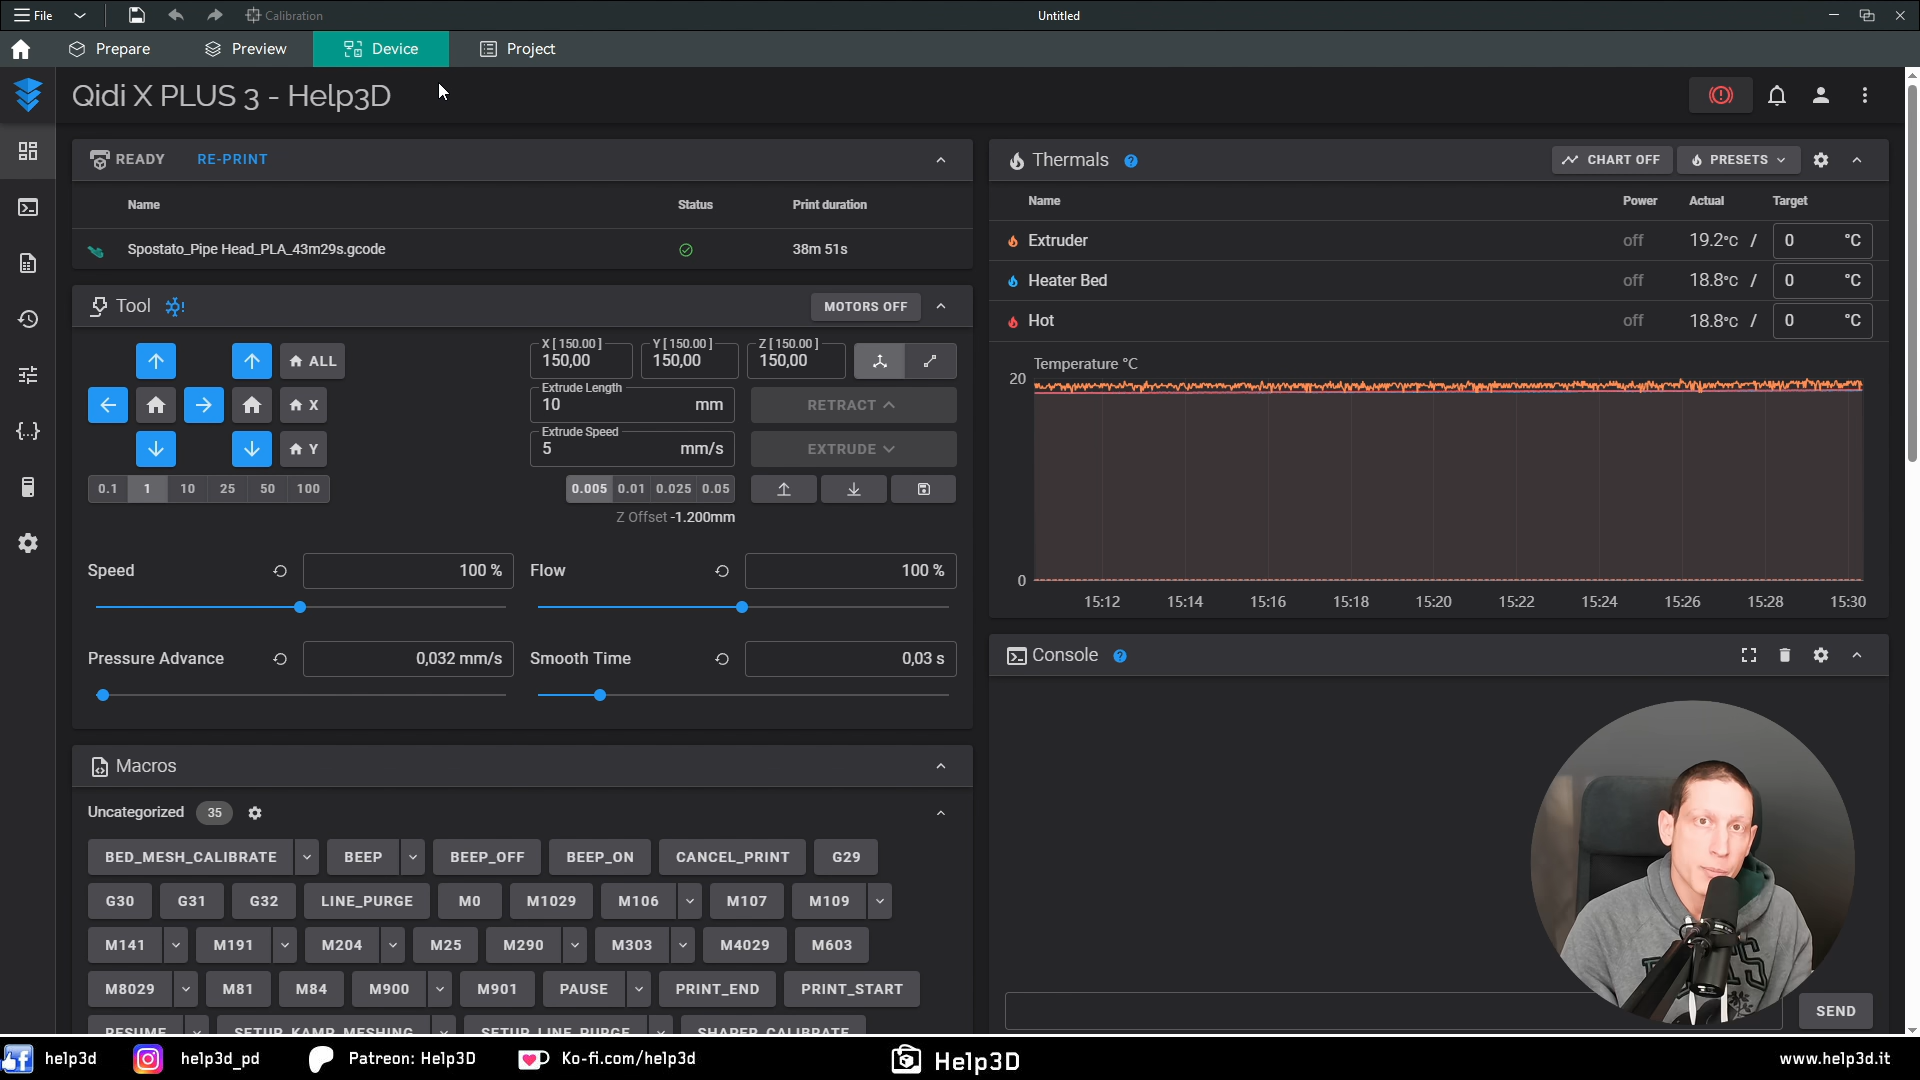 File
Calibration
Untitled
Prepare
Preview
Device
Project
Qidi X PLUS 3 - Help3D
READY
RE-PRINT
Name
Status
Print duration
Spostato_Pipe Head_PLA_43m29s.gcode
38m 51s
Tool
MOTORS OFF
ALL
X
Y
0.1
1
10
25
50
100
X [ 150.00 ]
150,00
Y [ 150.00 ]
150,00
Z [ 150.00 ]
150,00
Extrude Length
10 mm
RETRACT
Extrude Speed
5 mm/s
EXTRUDE
0.005
0.01
0.025
0.05
Z Offset -1.200mm
Speed
100 %
Flow
100 %
Pressure Advance
0,032 mm/s
Smooth Time
0,03 s
Macros
Uncategorized
35
BED_MESH_CALIBRATE
BEEP
BEEP_OFF
BEEP_ON
CANCEL_PRINT
G29
G30
G31
G32
LINE_PURGE
M0
M1029
M106
M107
M109
M141
M191
M204
M25
M290
M303
M4029
M603
M8029
M81
M84
M900
M901
PAUSE
PRINT_END
PRINT_START
RESUME
SETUP_KAMP_MESHING
SETUP_LINE_PURGE
SHAPER_CALIBRATE
Thermals
CHART OFF
PRESETS
Name
Power
Actual
Target
Extruder
off
19.2°C /
0 °C
Heater Bed
off
18.8°C /
0 °C
Hot
off
18.8°C /
0 °C
Temperature °C
20
0
15:12
15:14
15:16
15:18
15:20
15:22
15:24
15:26
15:28
15:30
Console
SEND
help3d
help3d_pd
Patreon: Help3D
Ko-fi.com/help3d
Help3D
www.help3d.it